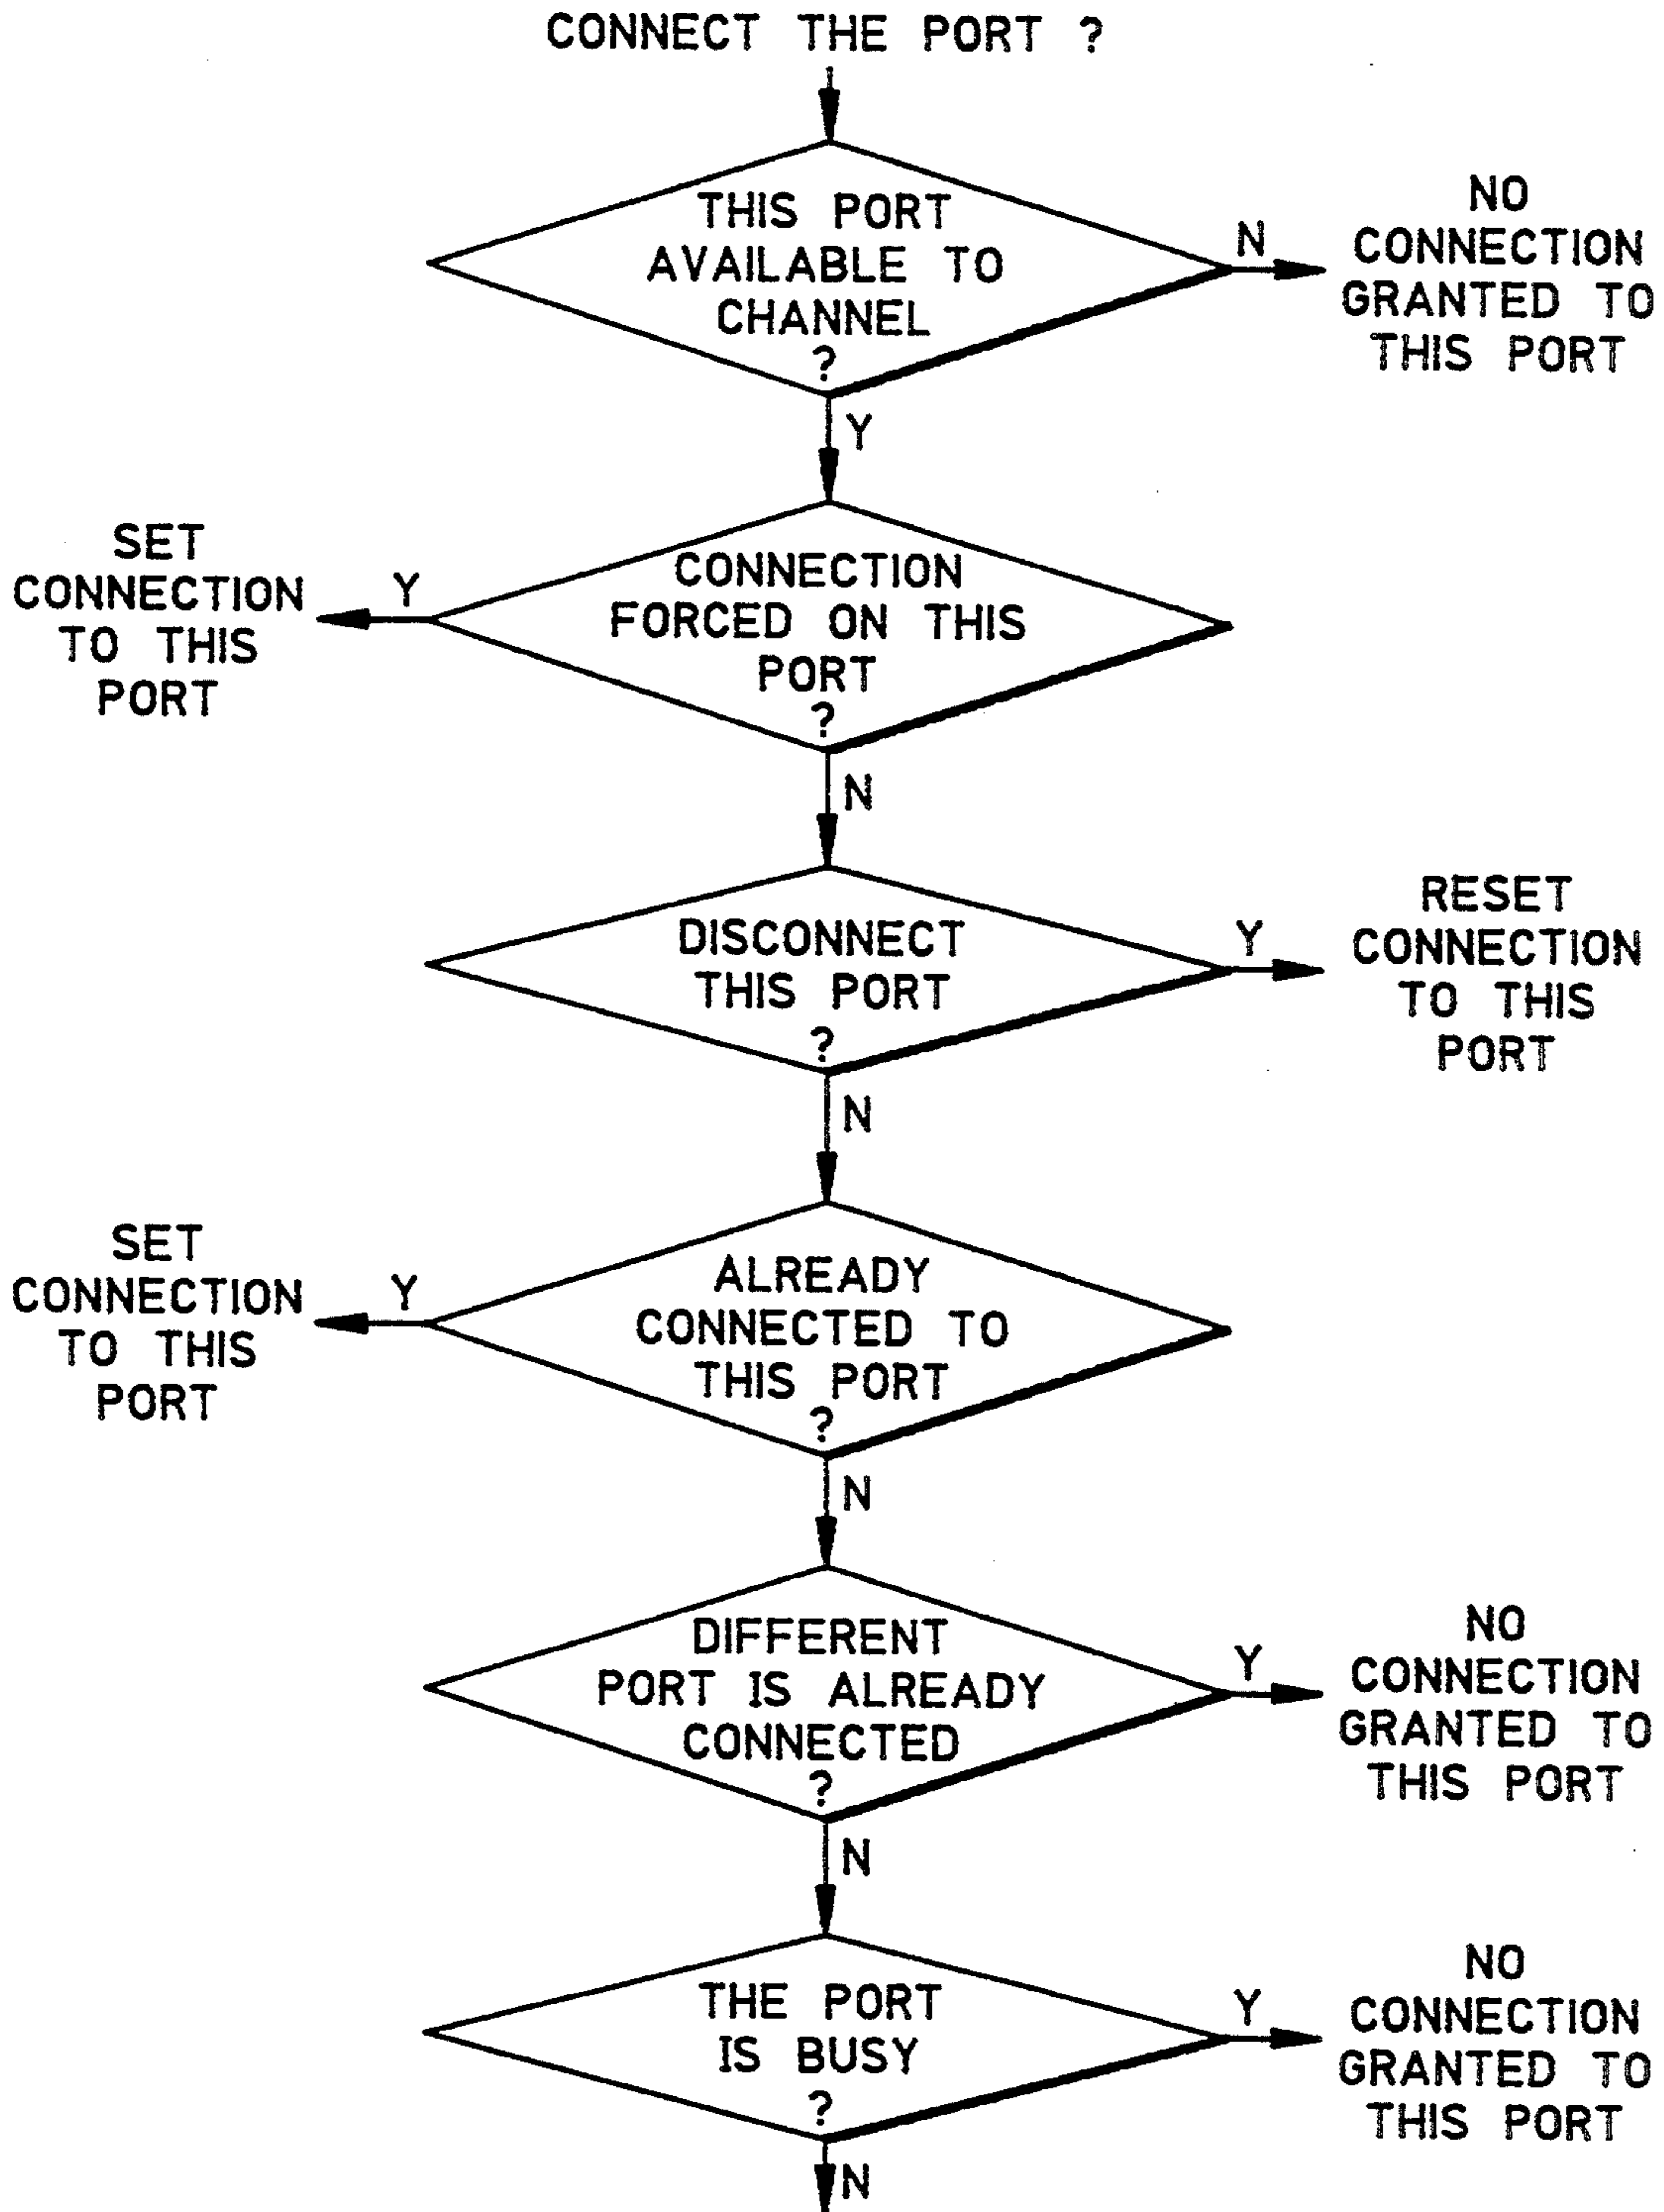 CONNECT THE PORT ?
THIS PORT
AVAILABLE TO
CHANNEL
?
N
NO
CONNECTION
GRANTED TO
THIS PORT
Y
CONNECTION
FORCED ON THIS
PORT
?
Y
SET
CONNECTION
TO THIS
PORT
N
DISCONNECT
THIS PORT
?
Y
RESET
CONNECTION
TO THIS
PORT
N
ALREADY
CONNECTED TO
THIS PORT
?
Y
SET
CONNECTION
TO THIS
PORT
N
DIFFERENT
PORT IS ALREADY
CONNECTED
?
Y
NO
CONNECTION
GRANTED TO
THIS PORT
N
THE PORT
IS BUSY
?
Y
NO
CONNECTION
GRANTED TO
THIS PORT
N